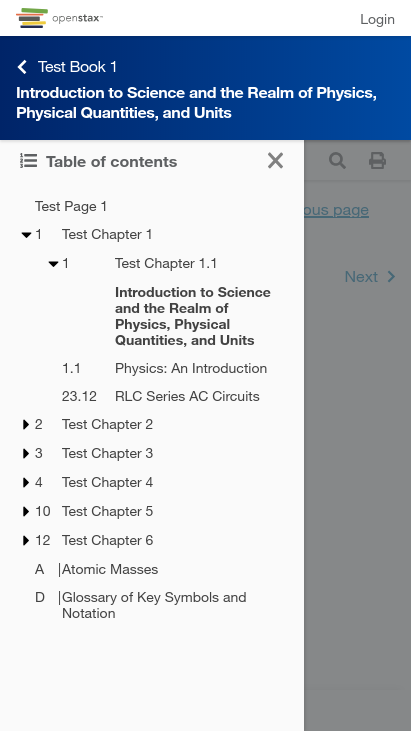 openstax™
Login
Test Book 1
Introduction to Science and the Realm of Physics,
Physical Quantities, and Units
Table of contents
ous page
Next
Test Page 1
1 Test Chapter 1
1 Test Chapter 1.1
Introduction to Science
and the Realm of
Physics, Physical
Quantities, and Units
1.1 Physics: An Introduction
23.12 RLC Series AC Circuits
2 Test Chapter 2
3 Test Chapter 3
4 Test Chapter 4
10 Test Chapter 5
12 Test Chapter 6
A |Atomic Masses
D |Glossary of Key Symbols and
Notation